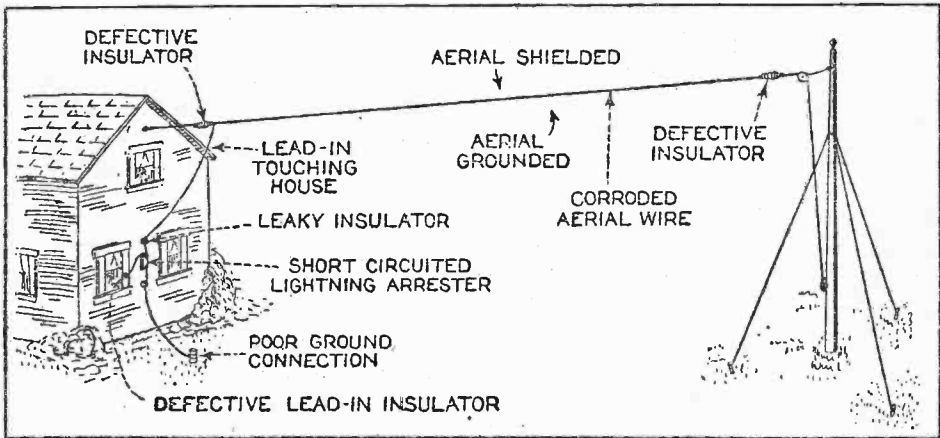 DEFECTIVE
INSULATOR
AERIAL SHIELDED
AERIAL
GROUNDED
DEFECTIVE
INSULATOR
CORRODED
AERIAL WIRE
LEAD-IN
TOUCHING
HOUSE
LEAKY INSULATOR
SHORT CIRCUITED
LIGHTNING ARRESTER
POOR GROUND
CONNECTION
DEFECTIVE LEAD-IN INSULATOR